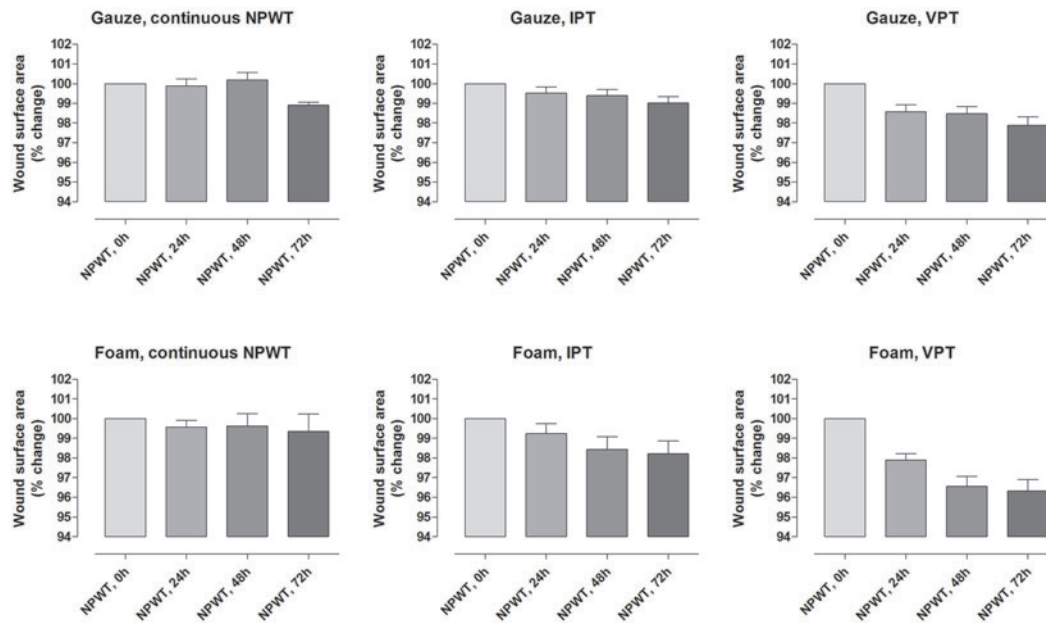 Gauze, continuous NPWT
Wound surface area
(% change)
102
101
100
99
98
97
96
95
94
NPWT, 0h
NPWT, 24h
NPWT, 48h
NPWT, 72h
Gauze, IPT
Wound surface area
(% change)
102
101
100
99
98
97
96
95
94
NPWT, 0h
NPWT, 24h
NPWT, 48h
NPWT, 72h
Gauze, VPT
Wound surface area
(% change)
102
101
100
99
98
97
96
95
94
NPWT, 0h
NPWT, 24h
NPWT, 48h
NPWT, 72h
Foam, continuous NPWT
Wound surface area
(% change)
102
101
100
99
98
97
96
95
94
NPWT, 0h
NPWT, 24h
NPWT, 48h
NPWT, 72h
Foam, IPT
Wound surface area
(% change)
102
101
100
99
98
97
96
95
94
NPWT, 0h
NPWT, 24h
NPWT, 48h
NPWT, 72h
Foam, VPT
Wound surface area
(% change)
102
101
100
99
98
97
96
95
94
NPWT, 0h
NPWT, 24h
NPWT, 48h
NPWT, 72h